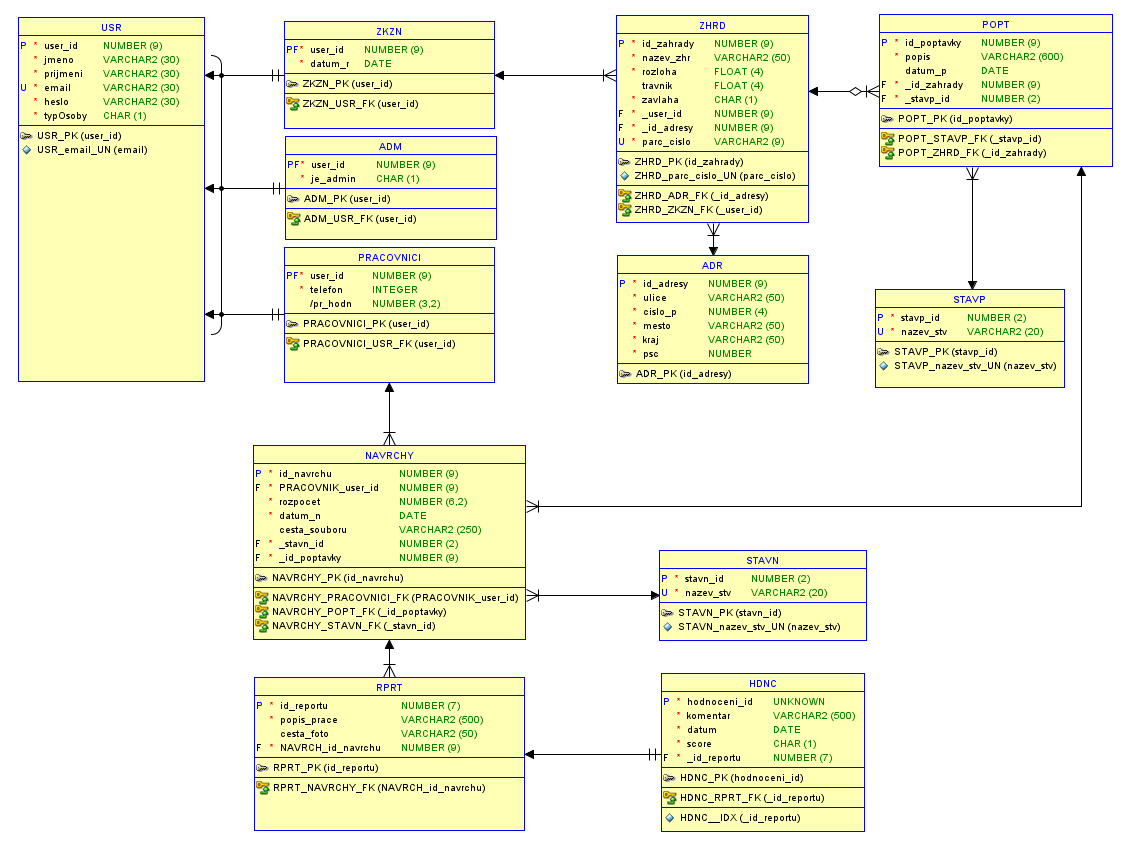 USR
P * user_id NUMBER (9)
* jmeno VARCHAR2 (30)
* prijmeni VARCHAR2 (30)
U * email VARCHAR2 (30)
* heslo VARCHAR2 (30)
* typOsoby CHAR (1)
USR_PK (user_id)
USR_email_UN (email)
ZKZN
PF* user_id NUMBER (9)
* datum_r DATE
ZKZN_PK (user_id)
ZKZN_USR_FK (user_id)
ADM
PF* user_id NUMBER (9)
* je_admin CHAR (1)
ADM_PK (user_id)
ADM_USR_FK (user_id)
PRACOVNICI
PF* user_id NUMBER (9)
* telefon INTEGER
/pr_hodn NUMBER (3,2)
PRACOVNICI_PK (user_id)
PRACOVNICI_USR_FK (user_id)
ZHRD
P * id_zahrady NUMBER (9)
* nazev_zhr VARCHAR2 (50)
* rozloha FLOAT (4)
travnik FLOAT (4)
* zavlaha CHAR (1)
F * _user_id NUMBER (9)
F * _id_adresy NUMBER (9)
U * parc_cislo VARCHAR2 (9)
ZHRD_PK (id_zahrady)
ZHRD_parc_cislo_UN (parc_cislo)
ZHRD_ADR_FK (_id_adresy)
ZHRD_ZKZN_FK (_user_id)
POPT
P * id_poptavky NUMBER (9)
* popis VARCHAR2 (600)
datum_p DATE
F * _id_zahrady NUMBER (9)
F * _stavp_id NUMBER (2)
POPT_PK (id_poptavky)
POPT_STAVP_FK (_stavp_id)
POPT_ZHRD_FK (_id_zahrady)
ADR
P * id_adresy NUMBER (9)
* ulice VARCHAR2 (50)
* cislo_p NUMBER (4)
* mesto VARCHAR2 (50)
* kraj VARCHAR2 (50)
* psc NUMBER
ADR_PK (id_adresy)
STAVP
P * stavp_id NUMBER (2)
U * nazev_stv VARCHAR2 (20)
STAVP_PK (stavp_id)
STAVP_nazev_stv_UN (nazev_stv)
NAVRCHY
P * id_navrchu NUMBER (9)
F * PRACOVNIK_user_id NUMBER (9)
* rozpocet NUMBER (6,2)
* datum_n DATE
cesta_souboru VARCHAR2 (250)
F * _stavn_id NUMBER (2)
F * _id_poptavky NUMBER (9)
NAVRCHY_PK (id_navrchu)
NAVRCHY_PRACOVNICI_FK (PRACOVNIK_user_id)
NAVRCHY_POPT_FK (_id_poptavky)
NAVRCHY_STAVN_FK (_stavn_id)
STAVN
P * stavn_id NUMBER (2)
U * nazev_stv VARCHAR2 (20)
STAVN_PK (stavn_id)
STAVN_nazev_stv_UN (nazev_stv)
RPRT
P * id_reportu NUMBER (7)
* popis_prace VARCHAR2 (500)
cesta_foto VARCHAR2 (50)
F * NAVRCH_id_navrchu NUMBER (9)
RPRT_PK (id_reportu)
RPRT_NAVRCHY_FK (NAVRCH_id_navrchu)
HDNC
P * hodnoceni_id UNKNOWN
* komentar VARCHAR2 (500)
* datum DATE
* score CHAR (1)
F * _id_reportu NUMBER (7)
HDNC_PK (hodnoceni_id)
HDNC_RPRT_FK (_id_reportu)
HDNC__IDX (_id_reportu)